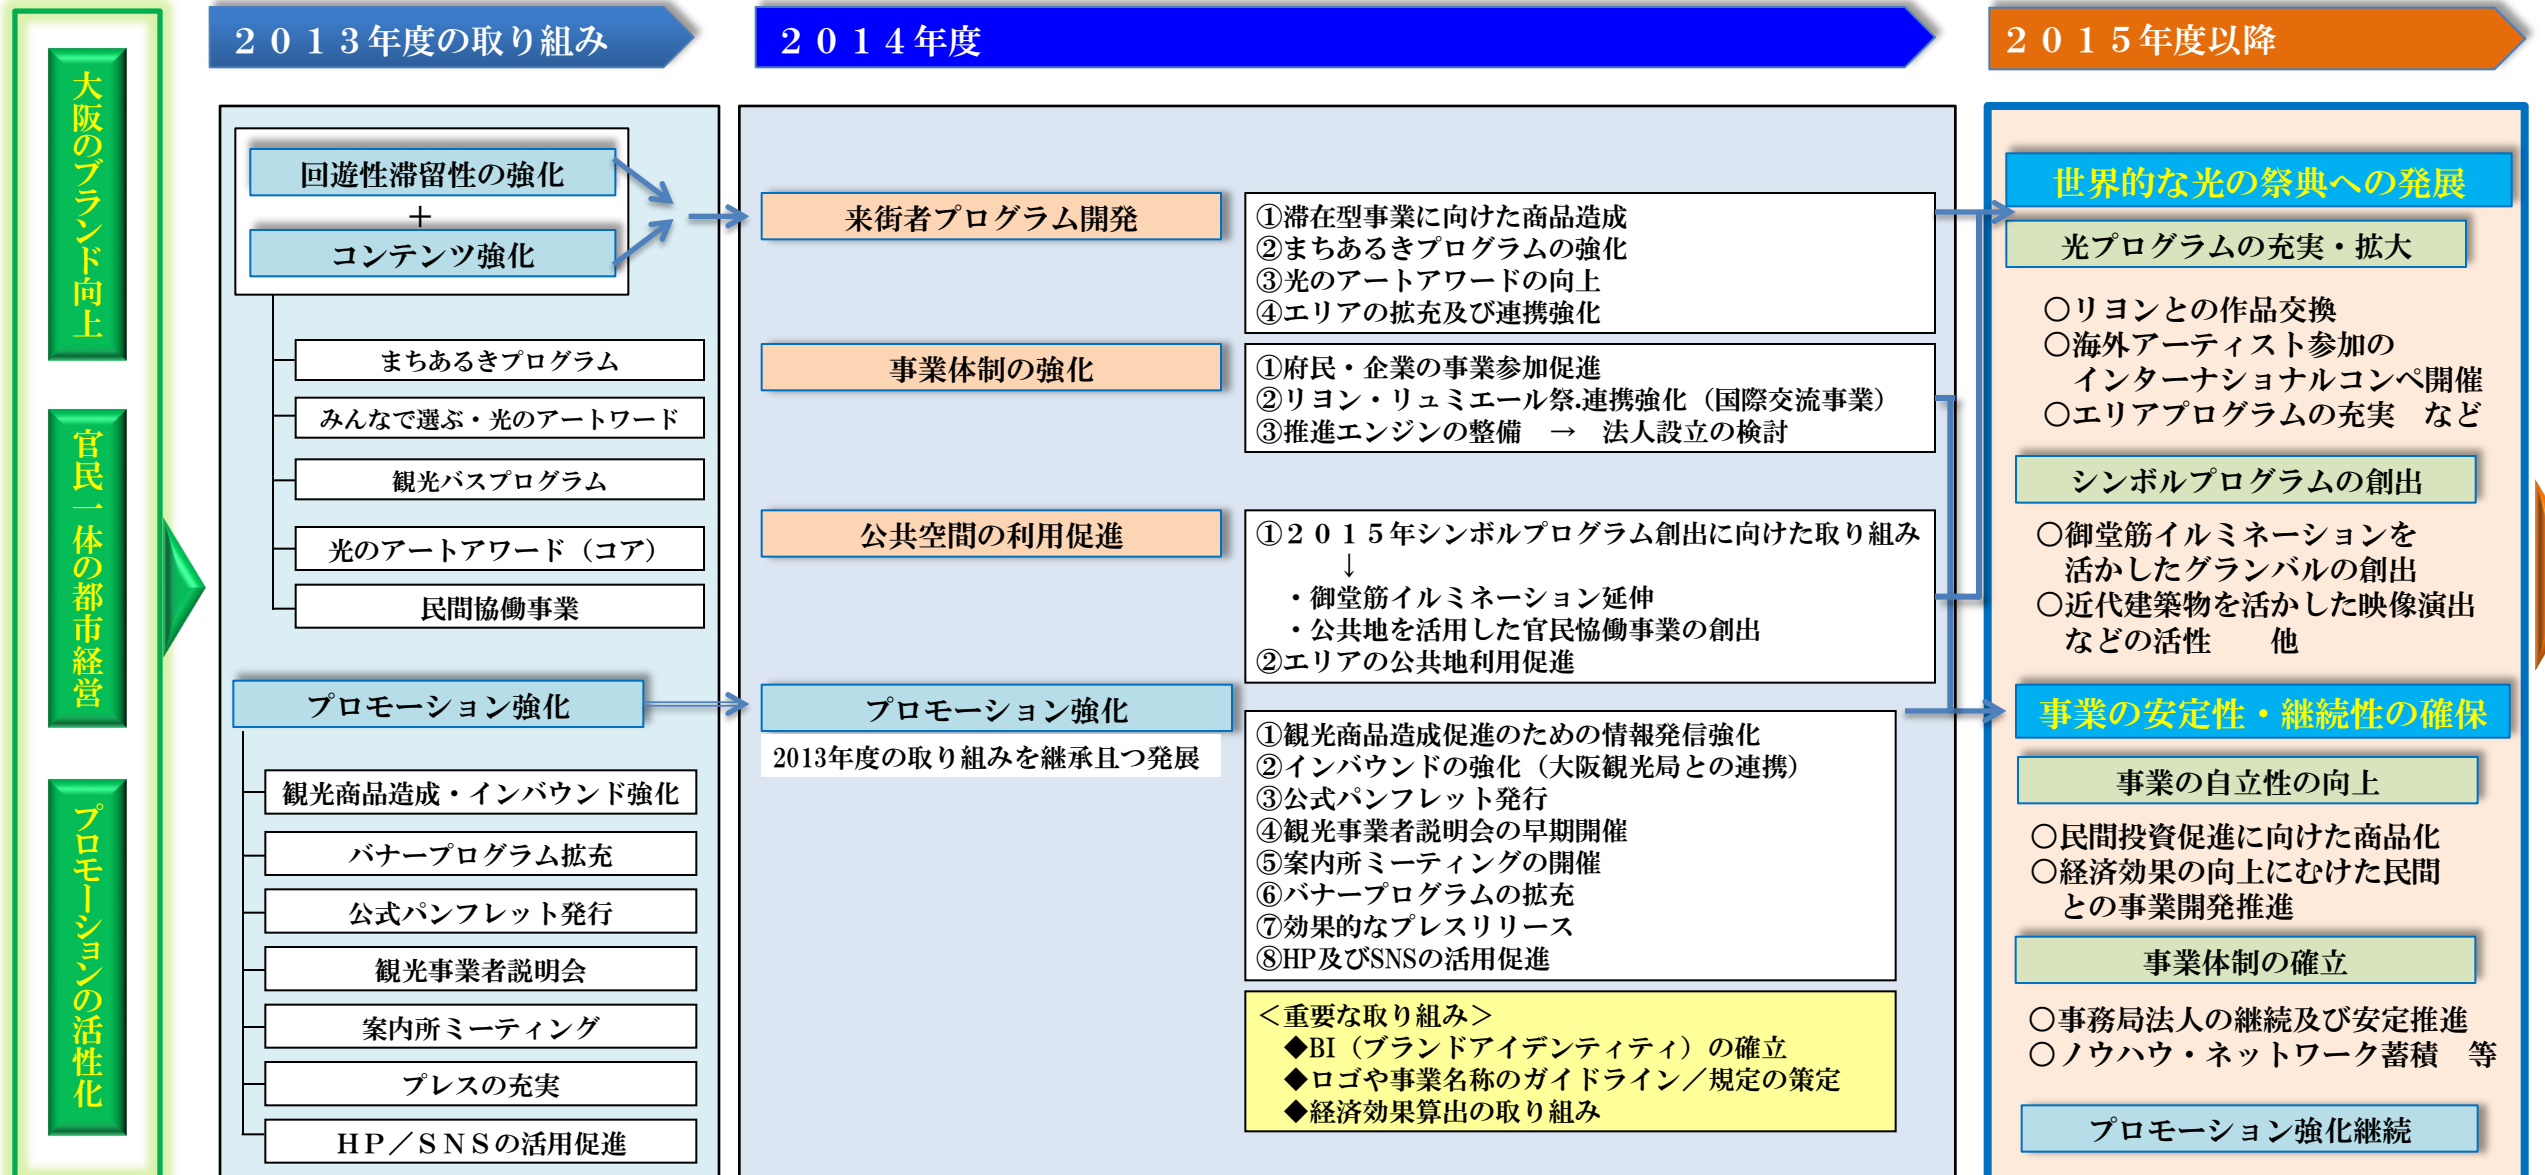 大阪のブランド向上
官民一体の都市経営
プロモーションの活性化
２０１３年度の取り組み
回遊性滞留性の強化
＋
コンテンツ強化
まちあるきプログラム
みんなで選ぶ・光のアートワード
観光バスプログラム
光のアートアワード（コア）
民間協働事業
プロモーション強化
観光商品造成・インバウンド強化
バナープログラム拡充
公式パンフレット発行
観光事業者説明会
案内所ミーティング
プレスの充実
ＨＰ／ＳＮＳの活用促進
２０１４年度
来街者プログラム開発
①滞在型事業に向けた商品造成
②まちあるきプログラムの強化
③光のアートアワードの向上
④エリアの拡充及び連携強化
事業体制の強化
①府民・企業の事業参加促進
②リヨン・リュミエール祭.連携強化（国際交流事業）
③推進エンジンの整備　→　法人設立の検討
公共空間の利用促進
①２０１５年シンボルプログラム創出に向けた取り組み
↓
・御堂筋イルミネーション延伸
・公共地を活用した官民協働事業の創出
②エリアの公共地利用促進
プロモーション強化
2013年度の取り組みを継承且つ発展
①観光商品造成促進のための情報発信強化
②インバウンドの強化（大阪観光局との連携）
③公式パンフレット発行
④観光事業者説明会の早期開催
⑤案内所ミーティングの開催
⑥バナープログラムの拡充
⑦効果的なプレスリリース
⑧HP及びSNSの活用促進
＜重要な取り組み＞
◆BI（ブランドアイデンティティ）の確立
◆ロゴや事業名称のガイドライン／規定の策定
◆経済効果算出の取り組み
２０１５年度以降
世界的な光の祭典への発展
光プログラムの充実・拡大
〇リヨンとの作品交換
〇海外アーティスト参加の
インターナショナルコンペ開催
〇エリアプログラムの充実　など
シンボルプログラムの創出
〇御堂筋イルミネーションを
活かしたグランバルの創出
〇近代建築物を活かした映像演出
などの活性　　他
事業の安定性・継続性の確保
事業の自立性の向上
〇民間投資促進に向けた商品化
〇経済効果の向上にむけた民間
との事業開発推進
事業体制の確立
〇事務局法人の継続及び安定推進
〇ノウハウ・ネットワーク蓄積　等
プロモーション強化継続